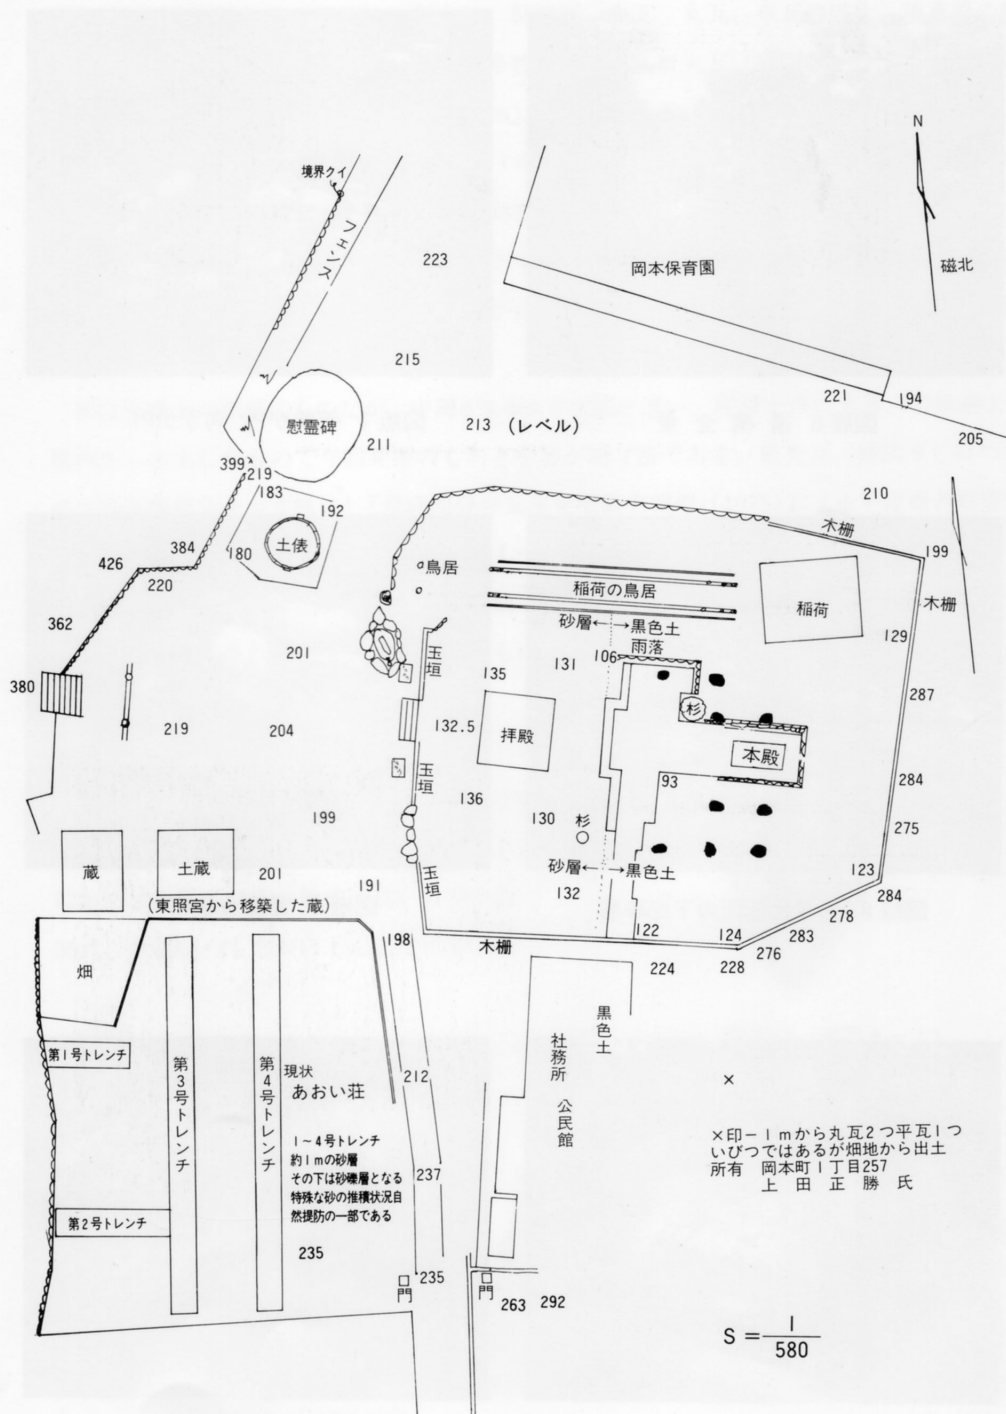 N
境界クイ
フェンス
223
岡本保育園
磁北
215
221
194
213 (レベル)
205
慰霊碑
211
399
219
183
192
210
木柵
199
土俵
180
384
426
220
鳥居
稲荷の鳥居
稲荷
木柵
362
砂層←→黒色土
129
雨落
201
玉垣
131
106
135
380
287
杉
219
204
132.5
拝殿
本殿
玉垣
93
284
136
199
130
杉
275
蔵
土蔵
201
191
玉垣
砂層←→黒色土
123
132
284
(東照宮から移築した蔵)
278
122
124
283
198
木柵
276
224
228
畑
黒色土
社務所 公民館
第1号トレンチ
第3号トレンチ
第4号トレンチ
現状
あおい荘
212
×
1〜4号トレンチ
約1mの砂層
その下は砂礫層となる
特殊な砂の推積状況自
然提防の一部である
×印−1mから丸瓦2つ平瓦1つ
いびつではあるが畑地から出土
所有 岡本町1丁目257
上田正勝氏
237
第2号トレンチ
235
235
門
門
263
292
S=1/580